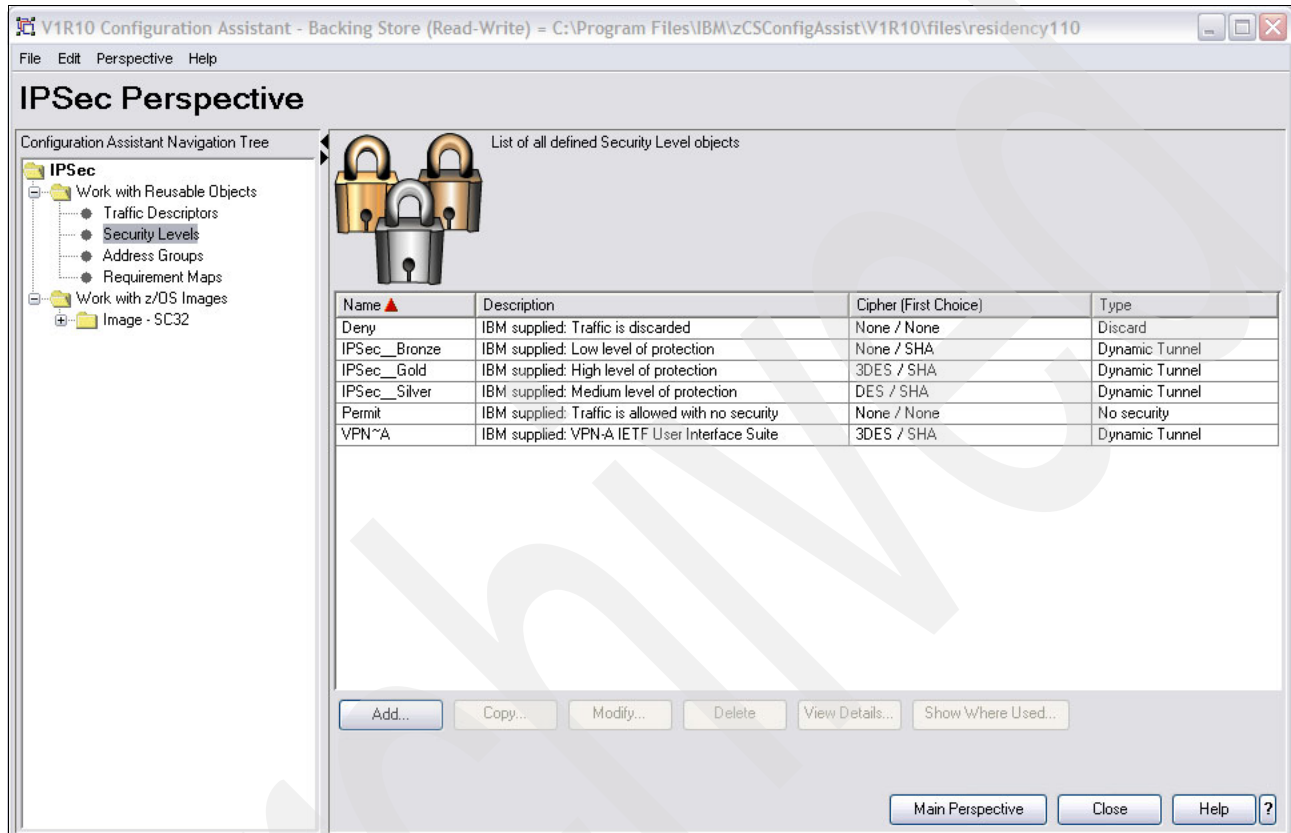 V1R10 Configuration Assistant - Backing Store (Read-Write) = C:\Program Files\IBM\zCSConfigAssist\V1R10\files\residency110
File Edit Perspective Help
IPSec Perspective
Configuration Assistant Navigation Tree
IPSec
Work with Reusable Objects
Traffic Descriptors
Security Levels
Address Groups
Requirement Maps
Work with z/OS Images
Image - SC32
List of all defined Security Level objects
Name Description Cipher (First Choice) Type
Deny IBM supplied: Traffic is discarded None / None Discard
IPSec__Bronze IBM supplied: Low level of protection None / SHA Dynamic Tunnel
IPSec__Gold IBM supplied: High level of protection 3DES / SHA Dynamic Tunnel
IPSec__Silver IBM supplied: Medium level of protection DES / SHA Dynamic Tunnel
Permit IBM supplied: Traffic is allowed with no security None / None No security
VPN~A IBM supplied: VPN-A IETF User Interface Suite 3DES / SHA Dynamic Tunnel
Add... Copy... Modify... Delete View Details... Show Where Used...
Main Perspective Close Help ?